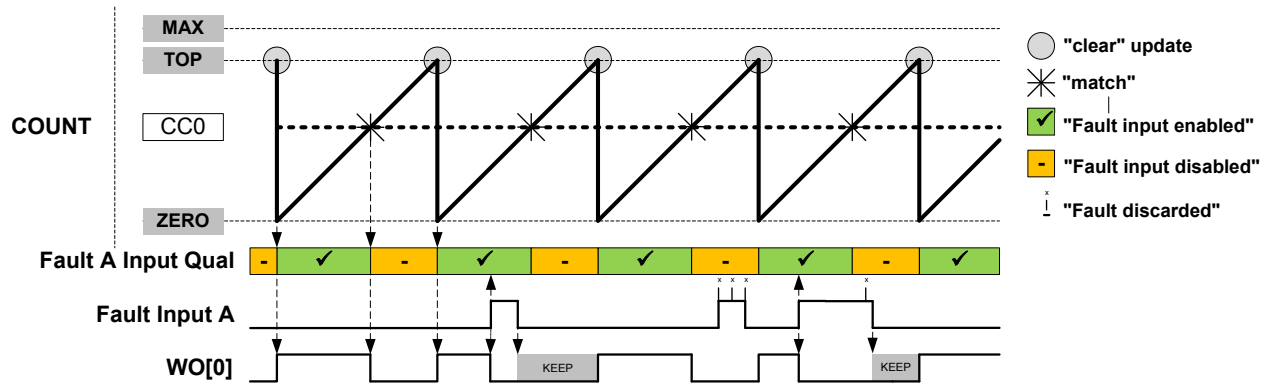 MAX
"clear" update
TOP
"match"
COUNT
CC0
"Fault input enabled"
- "Fault input disabled"
x
"Fault discarded"
ZERO
Fault A Input Qual - ✓ - ✓ - ✓ - ✓ - ✓
x x x x
Fault Input A
WO[0]
KEEP KEEP